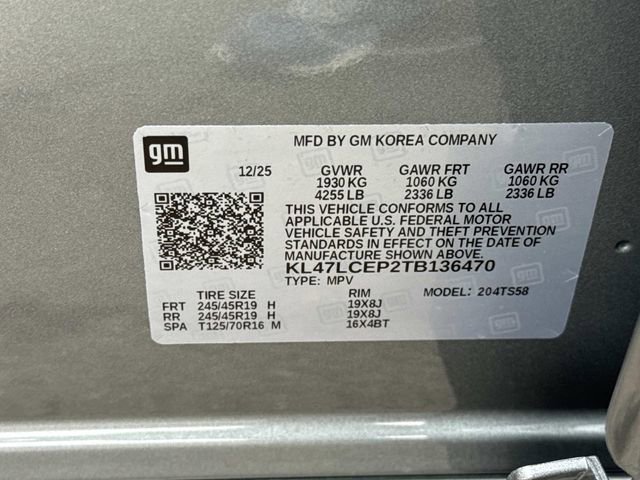 gm
MFD BY GM KOREA COMPANY
12/25 GVWR GAWR FRT GAWR RR
1930 KG 1060 KG 1060 KG
4255 LB 2336 LB 2336 LB
THIS VEHICLE CONFORMS TO ALL
APPLICABLE U.S. FEDERAL MOTOR
VEHICLE SAFETY AND THEFT PREVENTION
STANDARDS IN EFFECT ON THE DATE OF
MANUFACTURE SHOWN ABOVE.
KL47LCEP2TB136470
TYPE: MPV MODEL: 204TS58
TIRE SIZE RIM
FRT 245/45R19 H 19X8J
RR 245/45R19 H 19X8J
SPA T125/70R16 M 16X4BT